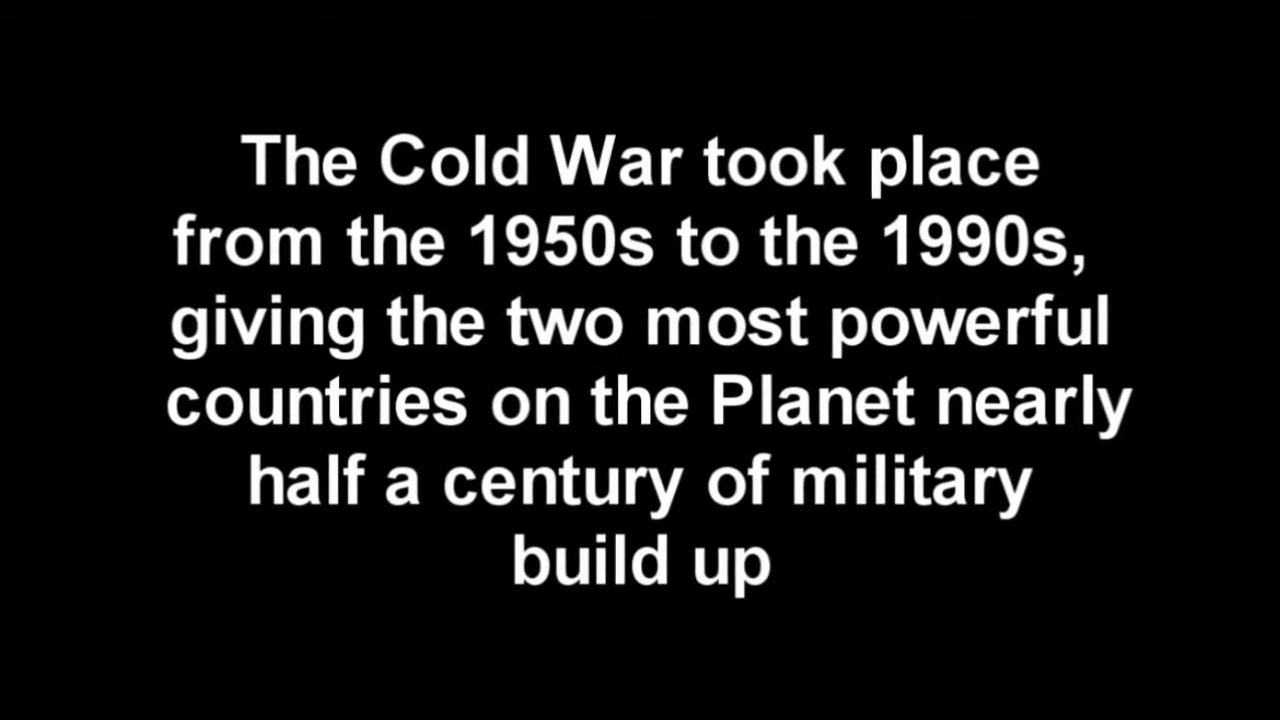 The Cold War took place
from the 1950s to the 1990s,
giving the two most powerful
countries on the Planet nearly
half a century of military
build up